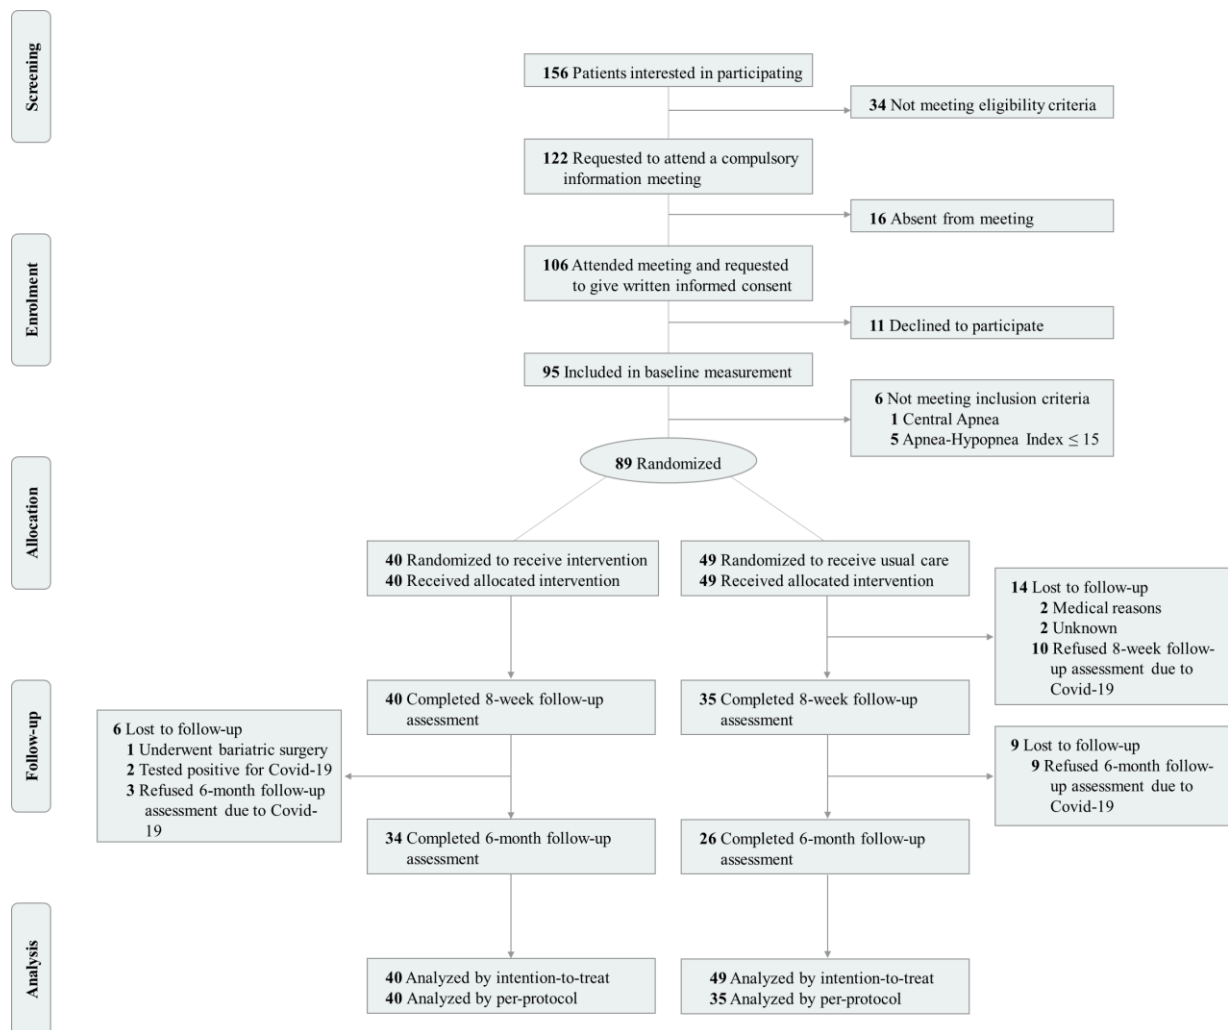 Screening
156 Patients interested in participating
34 Not meeting eligibility criteria
122 Requested to attend a compulsory
information meeting
16 Absent from meeting
Enrolment
106 Attended meeting and requested
to give written informed consent
11 Declined to participate
95 Included in baseline measurement
6 Not meeting inclusion criteria
1 Central Apnea
5 Apnea-Hypopnea Index ≤ 15
89 Randomized
Allocation
40 Randomized to receive intervention
40 Received allocated intervention
49 Randomized to receive usual care
49 Received allocated intervention
14 Lost to follow-up
2 Medical reasons
2 Unknown
10 Refused 8-week follow-
up assessment due to
Covid-19
Follow-up
40 Completed 8-week follow-up
assessment
35 Completed 8-week follow-up
assessment
6 Lost to follow-up
1 Underwent bariatric surgery
2 Tested positive for Covid-19
3 Refused 6-month follow-up
assessment due to Covid-
19
9 Lost to follow-up
9 Refused 6-month follow-
up assessment due to
Covid-19
34 Completed 6-month follow-up
assessment
26 Completed 6-month follow-up
assessment
Analysis
40 Analyzed by intention-to-treat
40 Analyzed by per-protocol
49 Analyzed by intention-to-treat
35 Analyzed by per-protocol